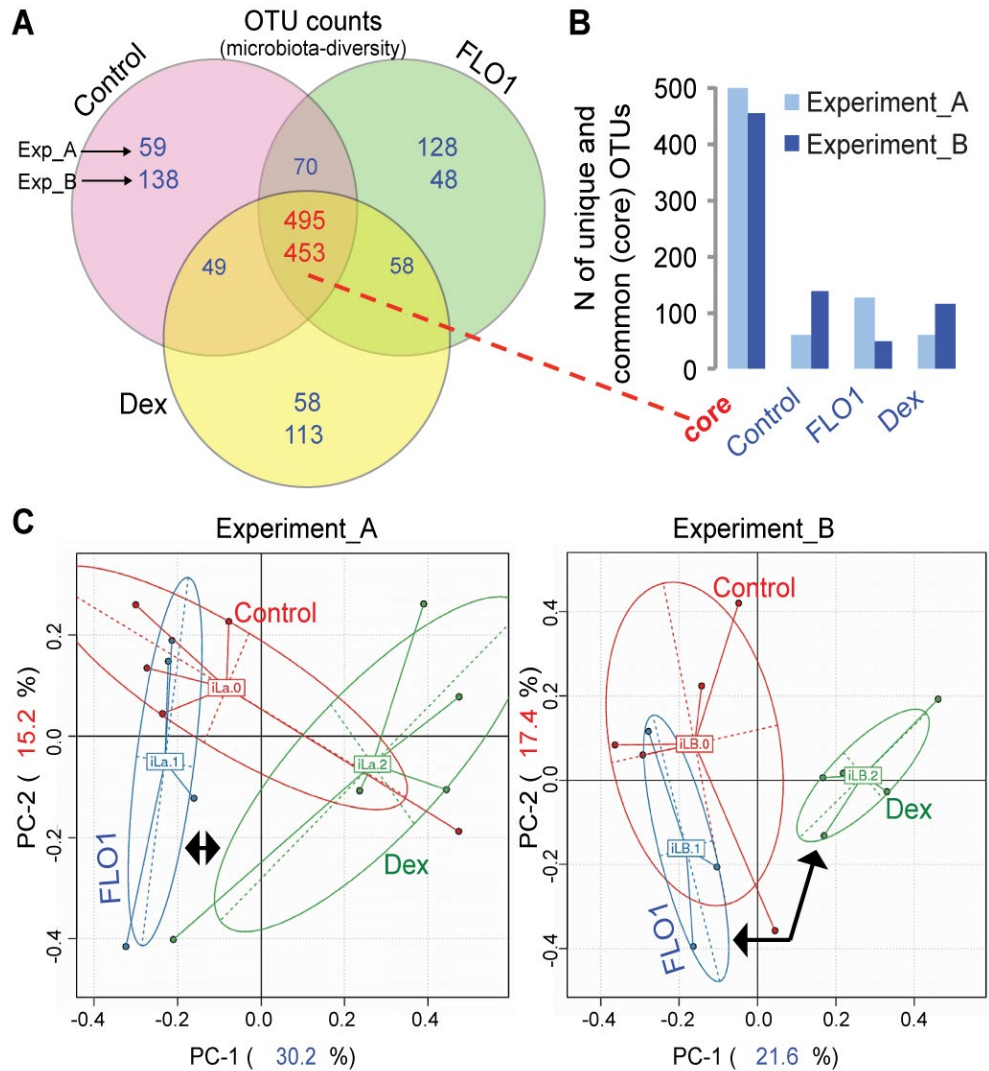 A
OTU counts
(microbiota-diversity)
Control
FLO1
Exp_A
59
Exp_B
138
70
128
48
495
453
49
58
Dex
58
113
B
N of unique and
common (core) OTUs
500
400
300
200
100
0
Experiment_A
Experiment_B
core
Control
FLO1
Dex
C
Experiment_A
PC-2 ( 15.2 %)
0.2
0.0
-0.2
-0.4
Control
iLa.0
iLa.1
iLa.2
FLO1
Dex
-0.4
-0.2
0.0
0.2
0.4
PC-1 ( 30.2 %)
Experiment_B
PC-2 ( 17.4 %)
0.4
0.2
0.0
-0.2
-0.4
Control
iLB.0
iLB.2
Dex
iLB.1
FLO1
-0.4
-0.2
0.0
0.2
0.4
PC-1 ( 21.6 %)